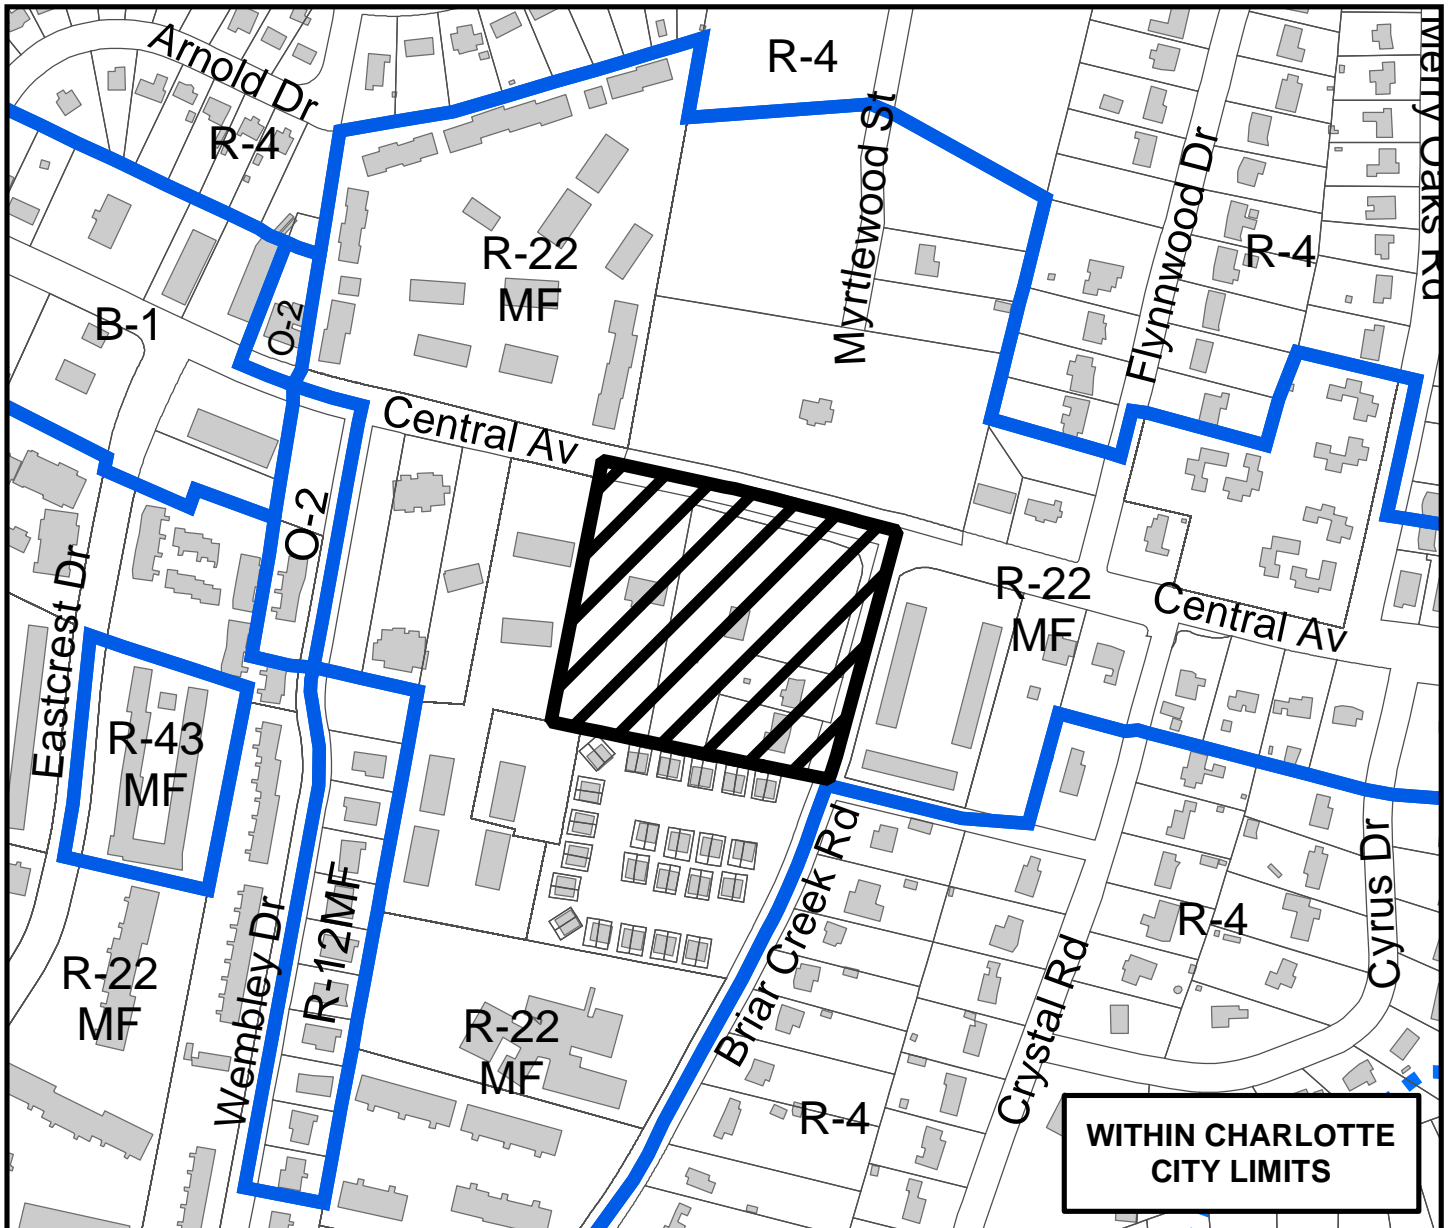 R-4
Arnold Dr
R-4
Merry Oaks Rd
Myrtlewood St
Flynnwood Dr
R-4
R-22
MF
B-1
O-2
Central Av
O-2
Eastcrest Dr
R-22
MF
Central Av
R-43
MF
R-12MF
Wembley Dr
R-22
MF
R-22
MF
Briar Creek Rd
R-4
Crystal Rd
R-4
Cyrus Dr
WITHIN CHARLOTTE
CITY LIMITS